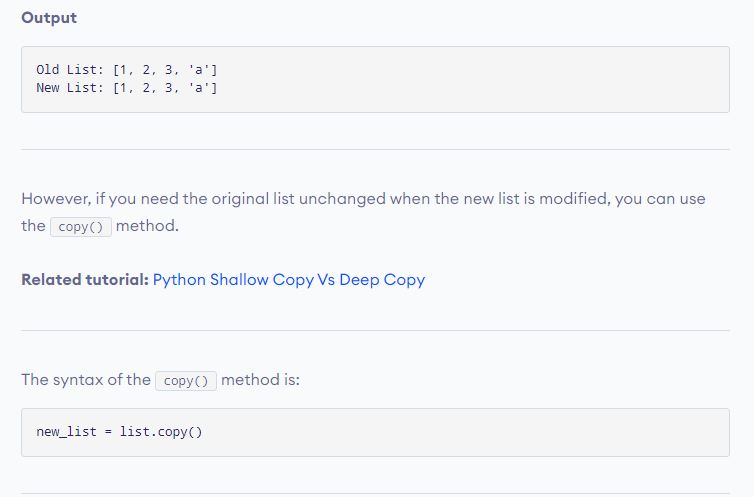 Output
Old List: [1, 2, 3, 'a']
New List: [1, 2, 3, 'a']
However, if you need the original list unchanged when the new list is modified, you can use
the copy() method.
Related tutorial: Python Shallow Copy Vs Deep Copy
The syntax of the copy() method is:
new_list = list.copy()